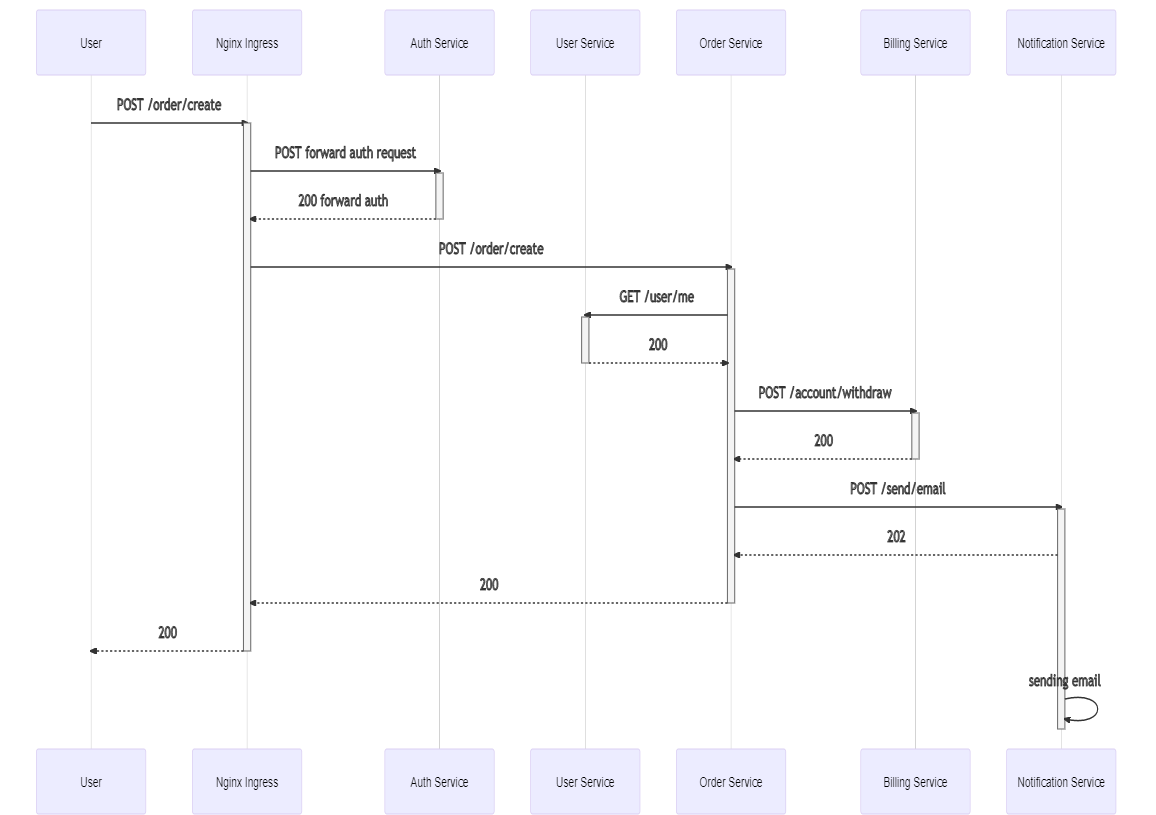 User
Nginx Ingress
Auth Service
User Service
Order Service
Billing Service
Notification Service
POST /order/create
POST forward auth request
200 forward auth
POST /order/create
GET /user/me
200
POST /account/withdraw
200
POST /send/email
202
200
200
sending email
User
Nginx Ingress
Auth Service
User Service
Order Service
Billing Service
Notification Service